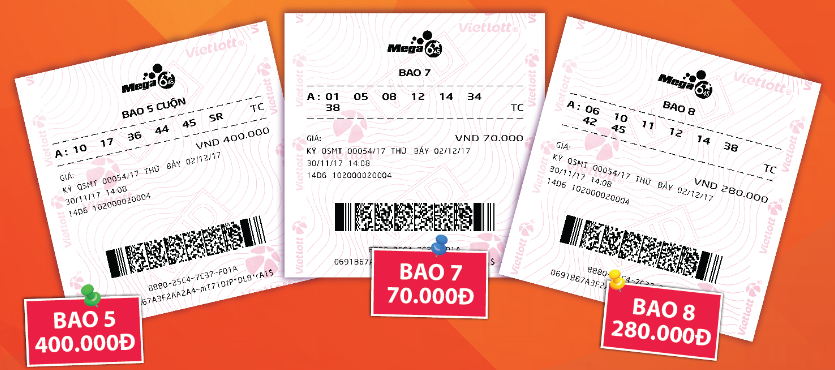 Vietlott
Mega 6/45
BAO 5 CUỘN
A: 10 17 36 44 45 SR TC
GIÁ: VND 400.000
KỲ QSMT 00054/17 THỨ BẢY 02/12/17
30/11/17 14:08
14D6 102000020004
8880-25C4-7C37-F01A
BAO 5
400.000Đ
Vietlott
Mega 6/45
BAO 7
A: 01 05 08 12 14 34
38 TC
GIÁ: VND 70.000
KỲ QSMT 00054/17 THỨ BẢY 02/12/17
30/11/17 14:08
14D6 102000020004
BAO 7
70.000Đ
Vietlott
Mega 6/45
BAO 8
A: 06 10 11 12 14 38
42 45 TC
GIÁ: VND 280.000
KỲ QSMT 00054/17 THỨ BẢY 02/12/17
30/11/17 14:08
14D6 102000020004
BAO 8
280.000Đ